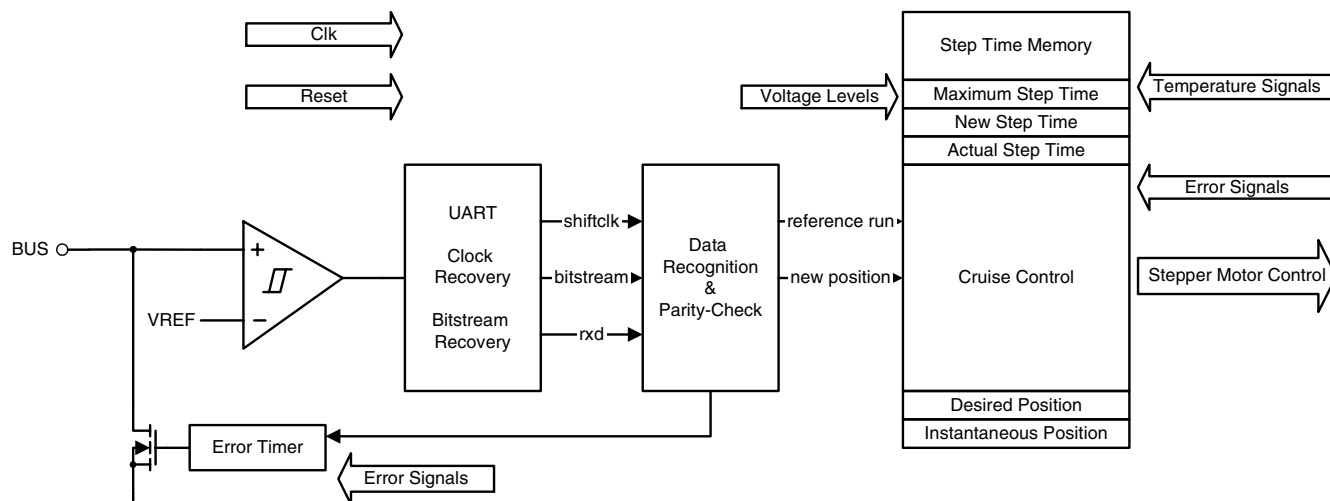 Clk
Reset
Voltage Levels
Step Time Memory
Maximum Step Time
New Step Time
Actual Step Time
Cruise Control
Desired Position
Instantaneous Position
Temperature Signals
Error Signals
Stepper Motor Control
BUS
VREF
+
−
UART
Clock
Recovery
Bitstream
Recovery
shiftclk
bitstream
rxd
Data
Recognition
&
Parity-Check
reference run
new position
Error Timer
Error Signals